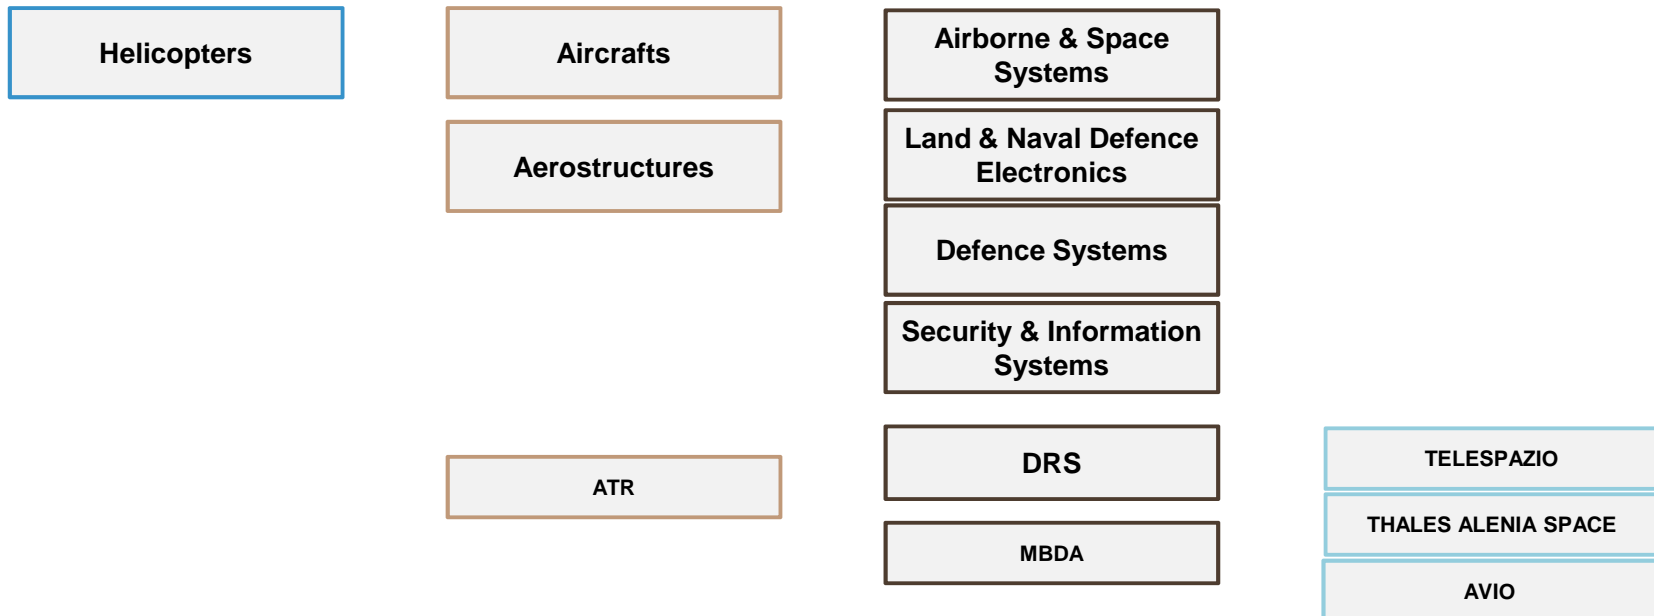 Helicopters
Aircrafts
Airborne & Space
Systems
Aerostructures
Land & Naval Defence
Electronics
Defence Systems
Security & Information
Systems
ATR
DRS
MBDA
TELESPAZIO
THALES ALENIA SPACE
AVIO